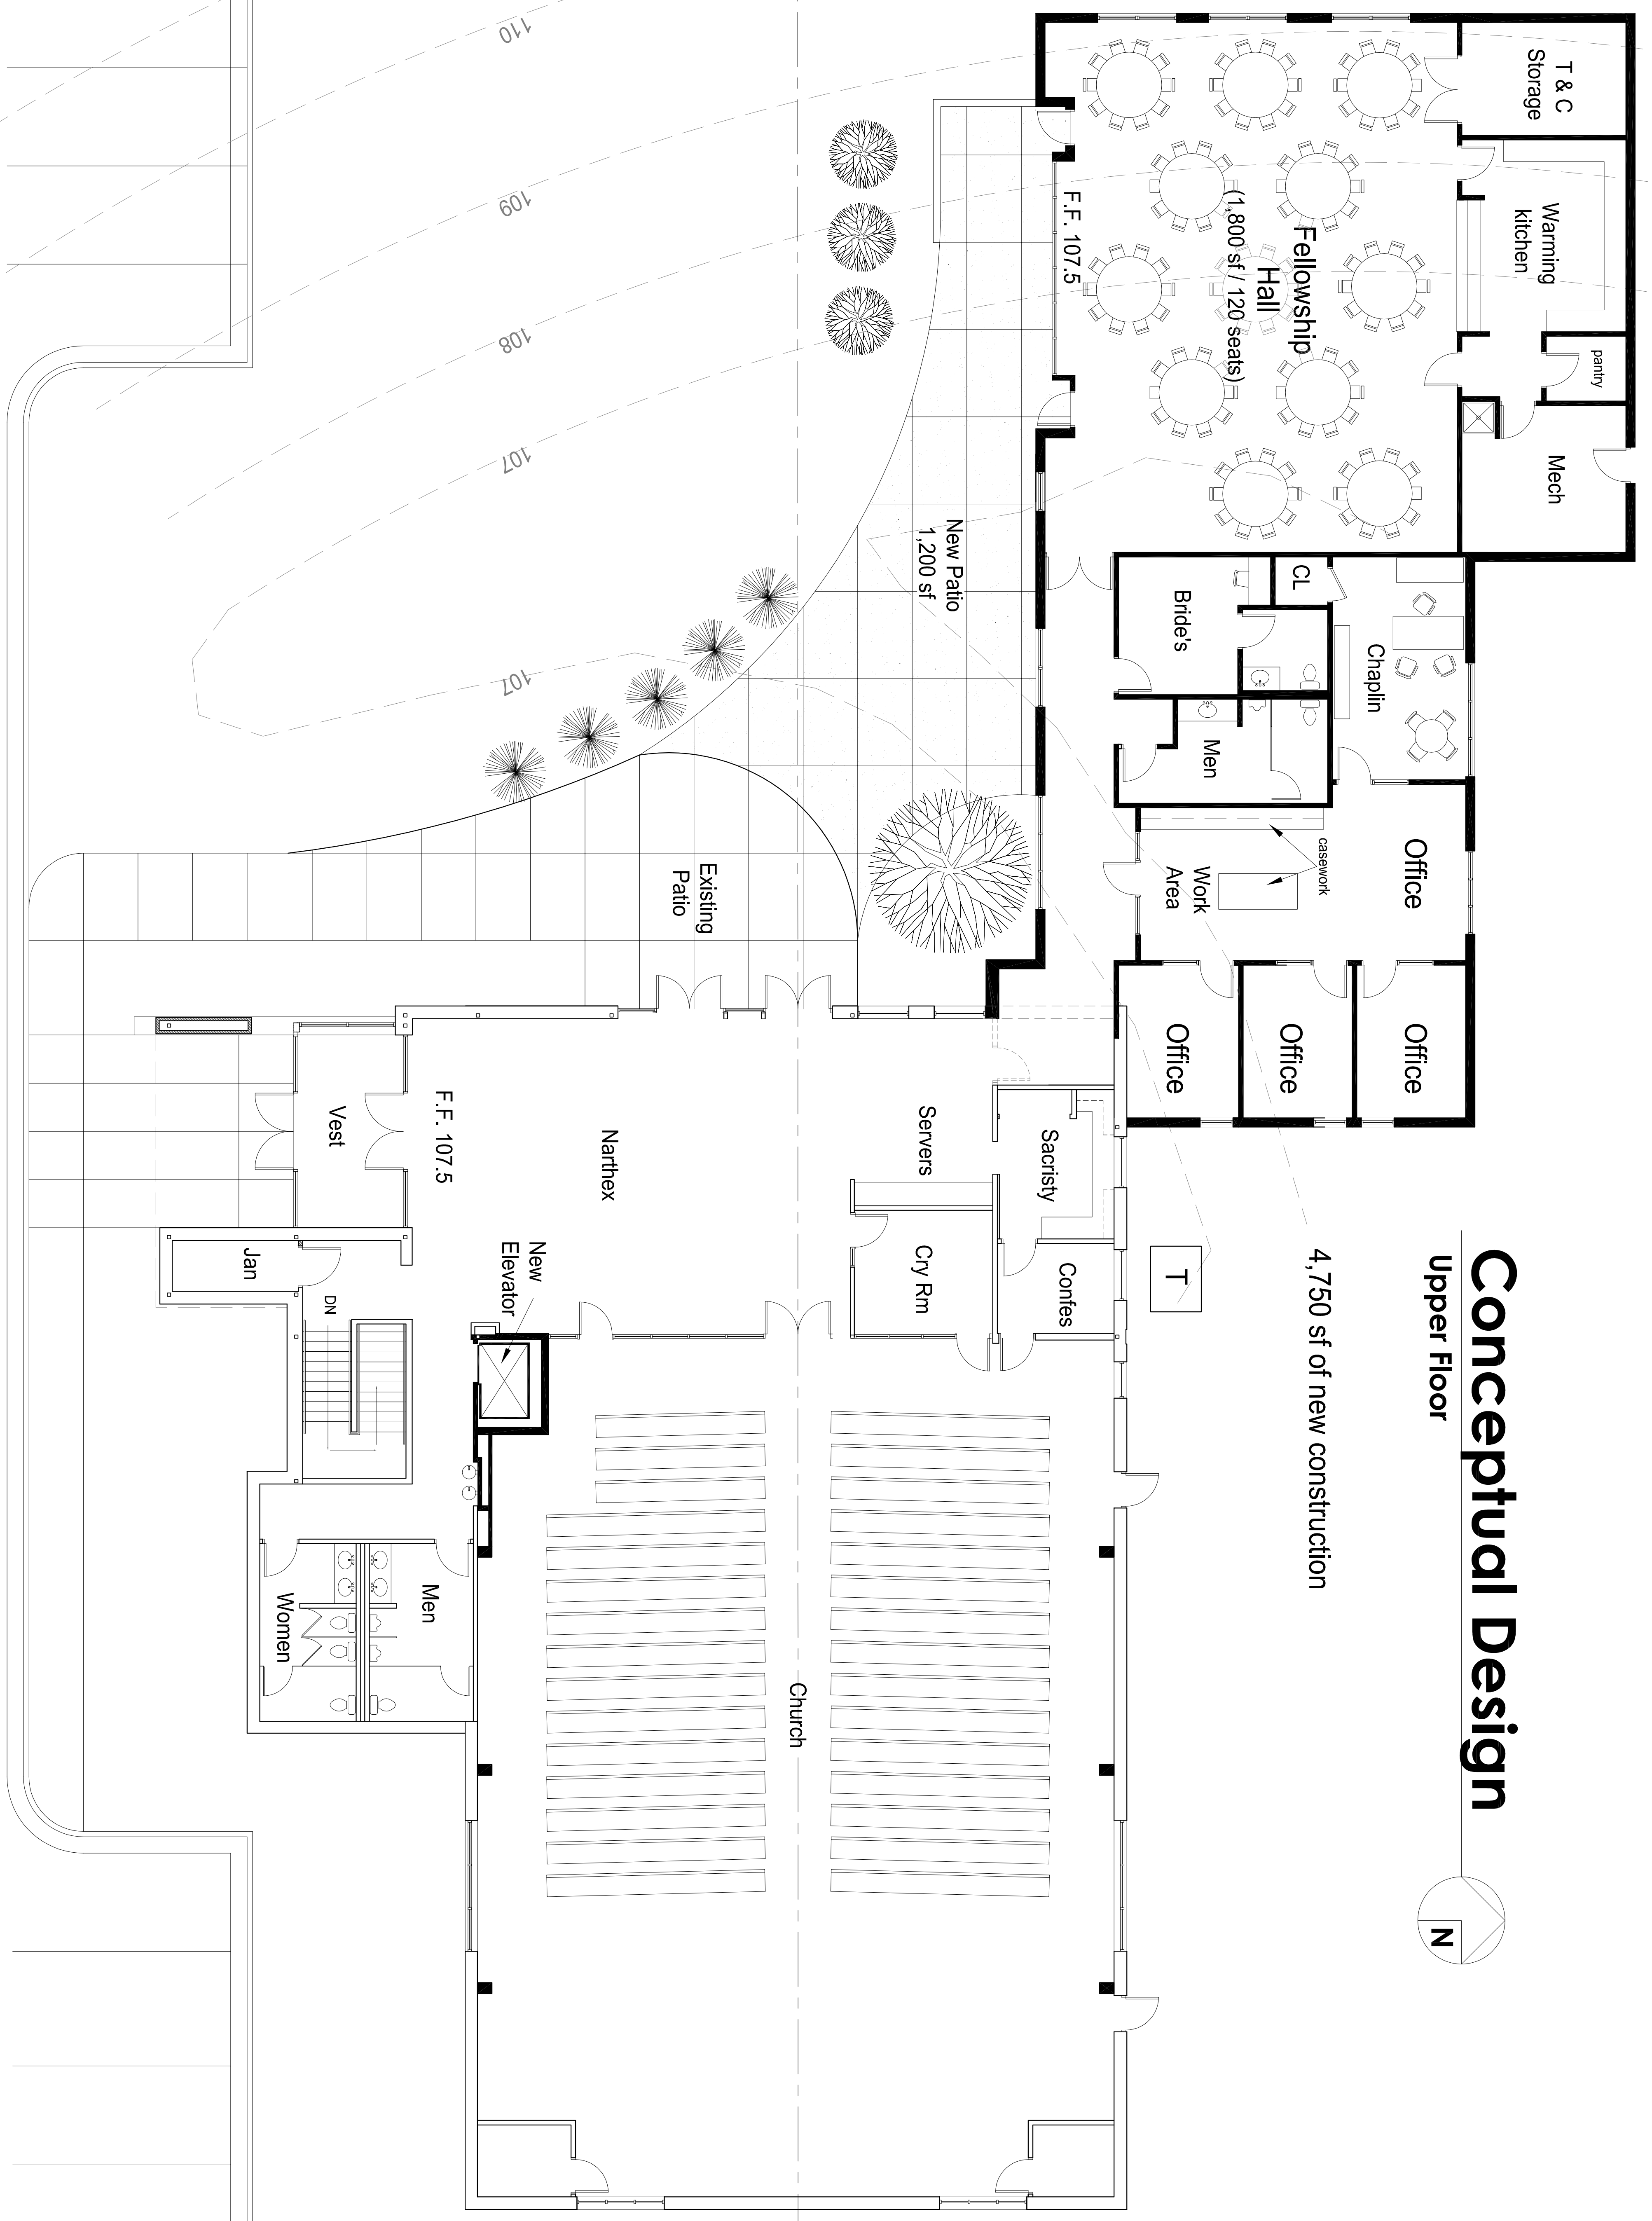 Conceptual Design
Upper Floor
N
4,750 sf of new construction
T & C
Storage
Warming
kitchen
pantry
Mech
Fellowship
Hall
(1,800 sf / 120 seats)
F.F. 107.5
CL
Bride's
Chaplin
Men
casework
Office
Work
Area
Office
Office
Office
New Patio
1,200 sf
Existing
Patio
110
109
108
107
107
T
Sacristy
Confes
Servers
Cry Rm
Narthex
F.F. 107.5
Vest
New
Elevator
Jan
DN
Men
Women
Church